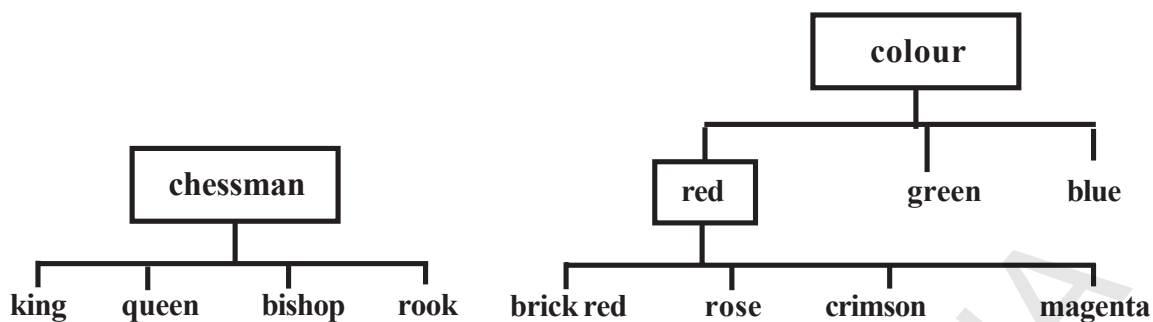 colour
chessman
red
green
blue
king queen bishop rook
brick red rose crimson magenta